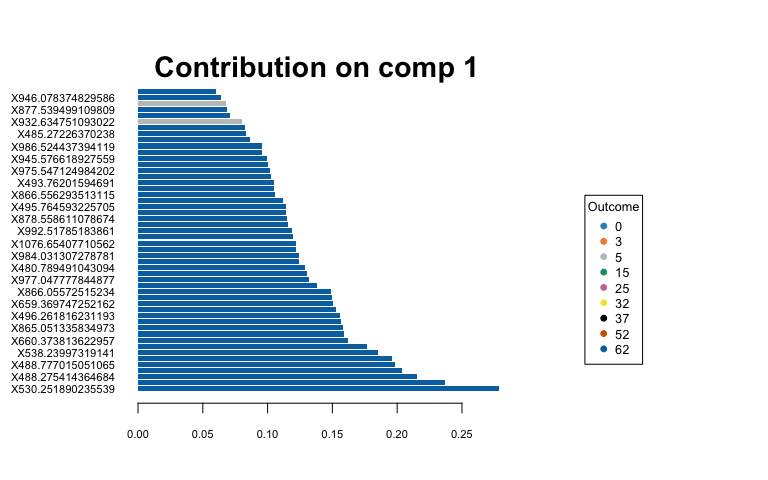 Contribution on comp 1
X946.078374829586
X877.539499109809
X932.634751093022
X485.27226370238
X986.524437394119
X945.576618927559
X975.547124984202
X493.76201594691
X866.556293513115
X495.764593225705
X878.558611078674
X992.51785183861
X1076.65407710562
X984.031307278781
X480.789491043094
X977.047777844877
X866.05572515234
X659.369747252162
X496.261816231193
X865.051335834973
X660.373813622957
X538.23997319141
X488.777015051065
X488.275414364684
X530.251890235539
0.00 0.05 0.10 0.15 0.20 0.25
Outcome
0
3
5
15
25
32
37
52
62